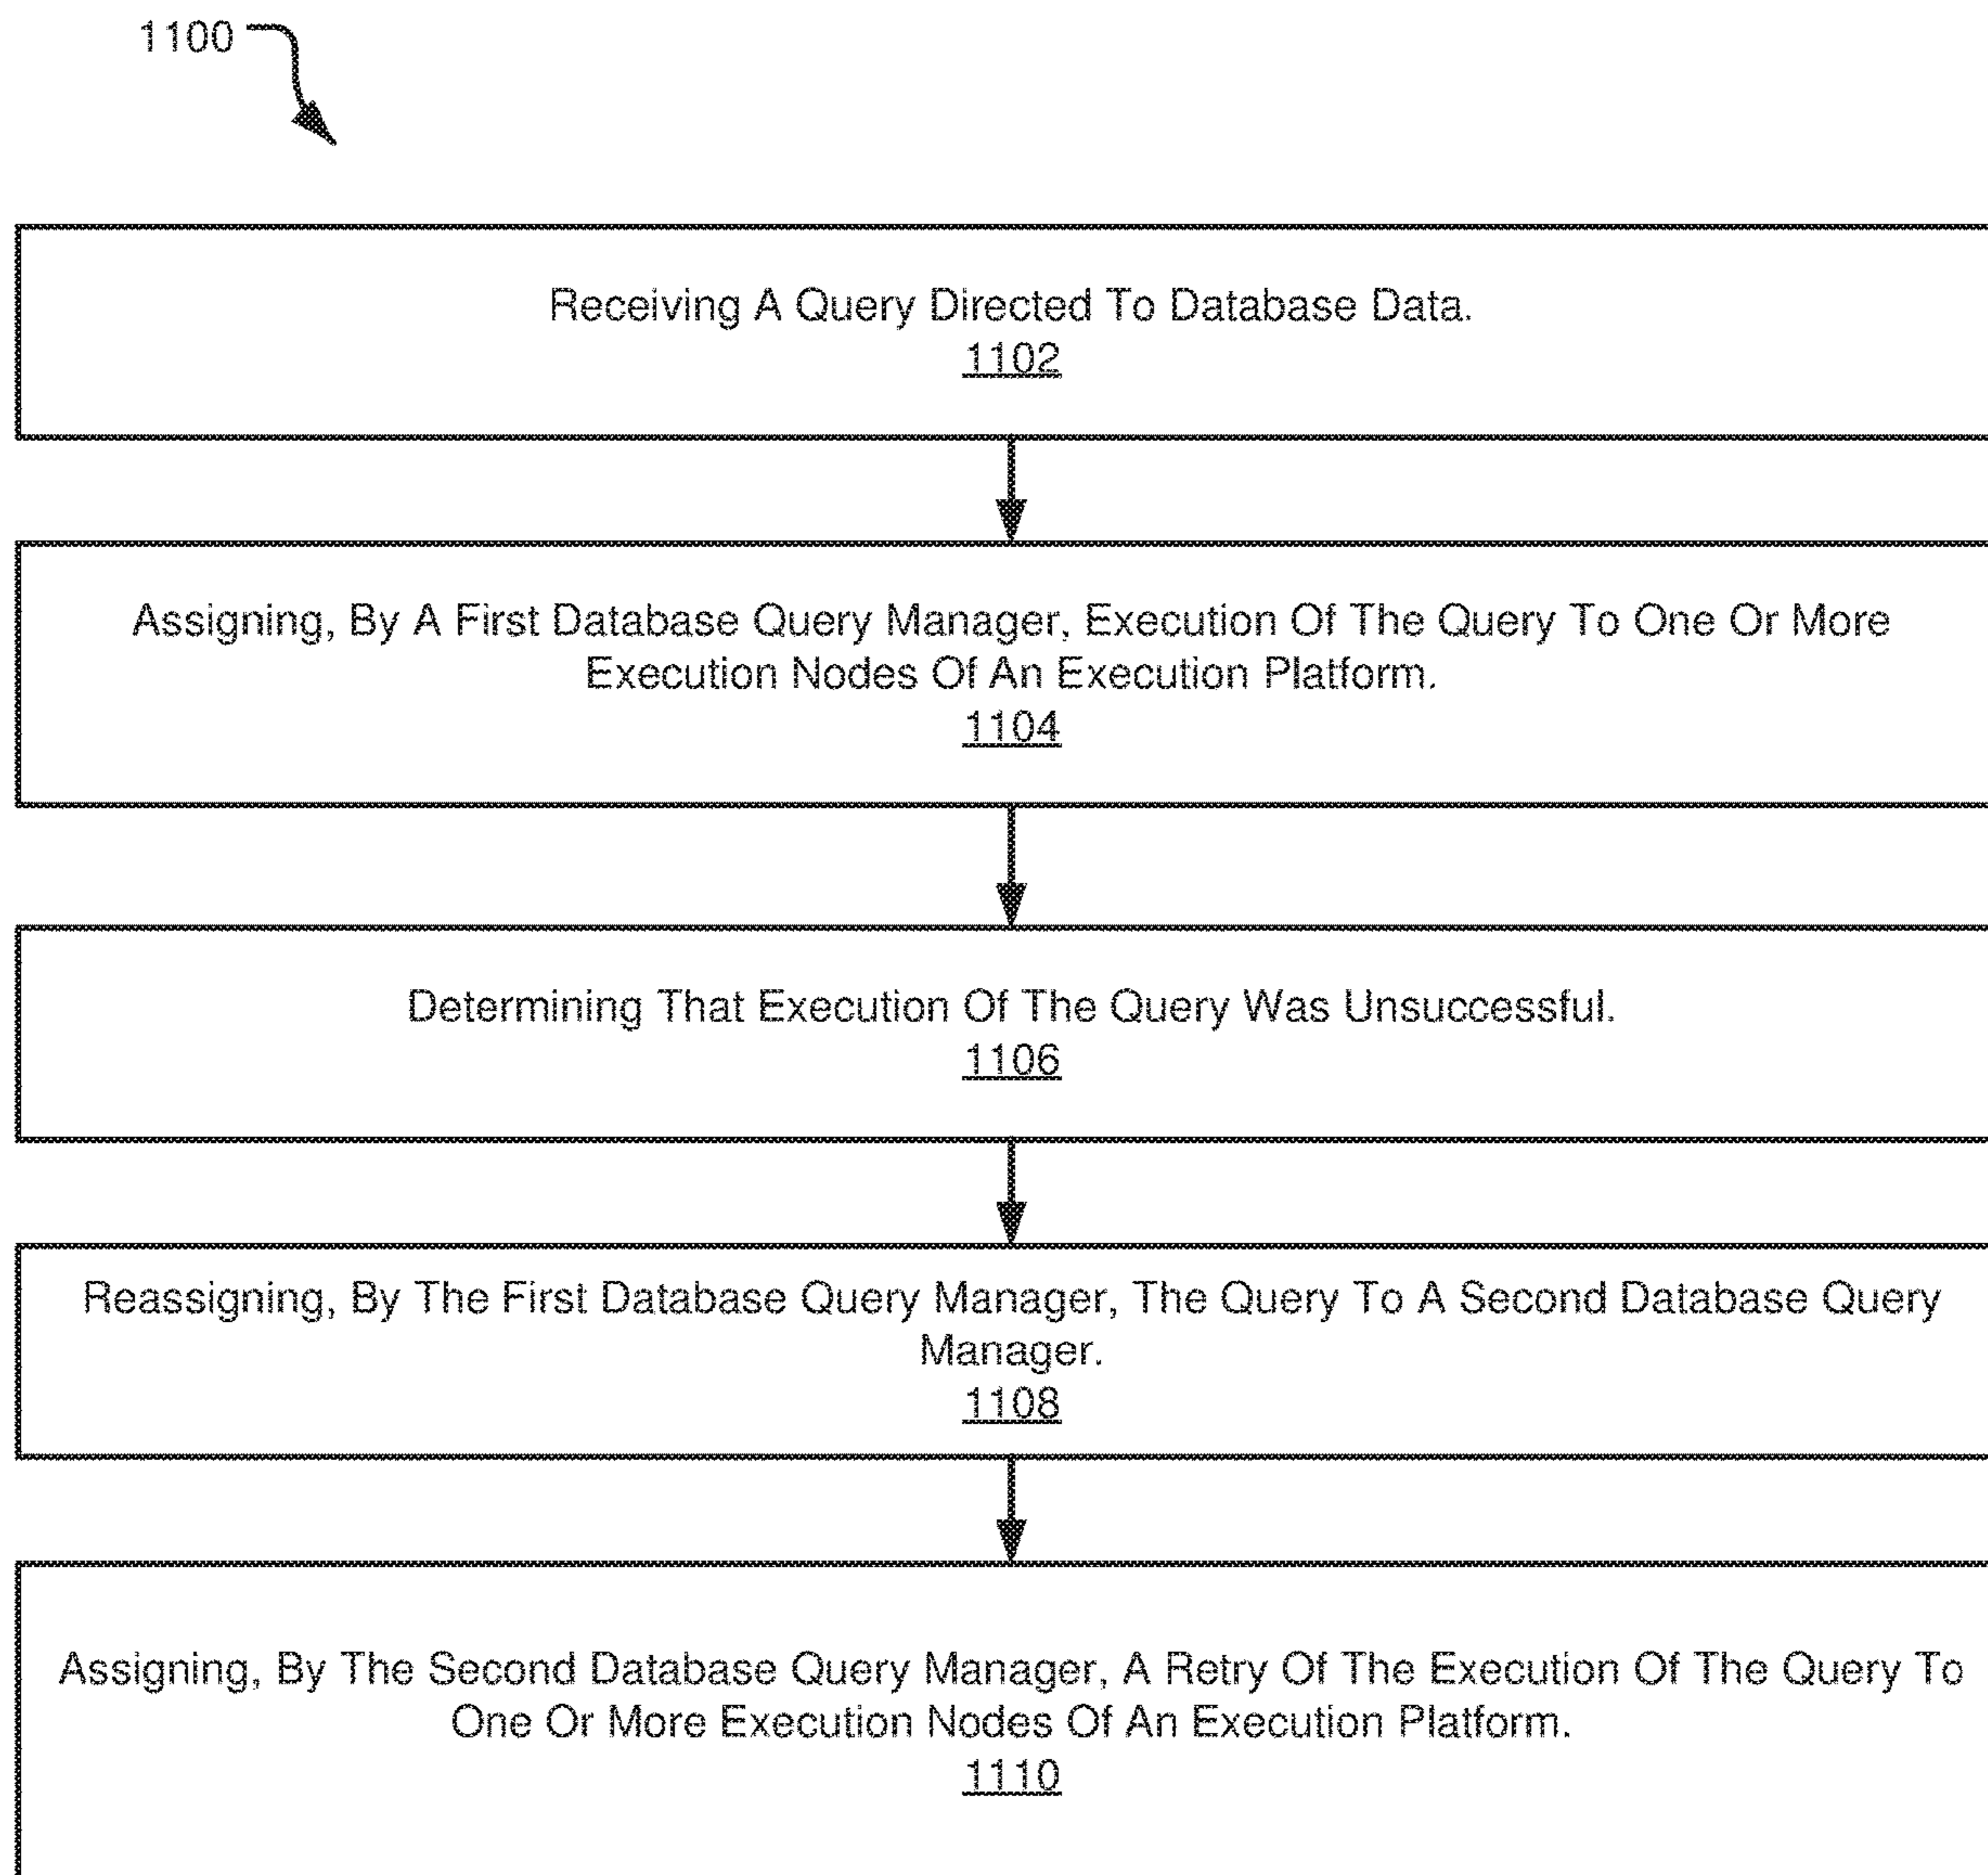 1100
Receiving A Query Directed To Database Data.
1102
Assigning, By A First Database Query Manager, Execution Of The Query To One Or More
Execution Nodes Of An Execution Platform.
1104
Determining That Execution Of The Query Was Unsuccessful.
1106
Reassigning, By The First Database Query Manager, The Query To A Second Database Query
Manager.
1108
Assigning, By The Second Database Query Manager, A Retry Of The Execution Of The Query To
One Or More Execution Nodes Of An Execution Platform.
1110